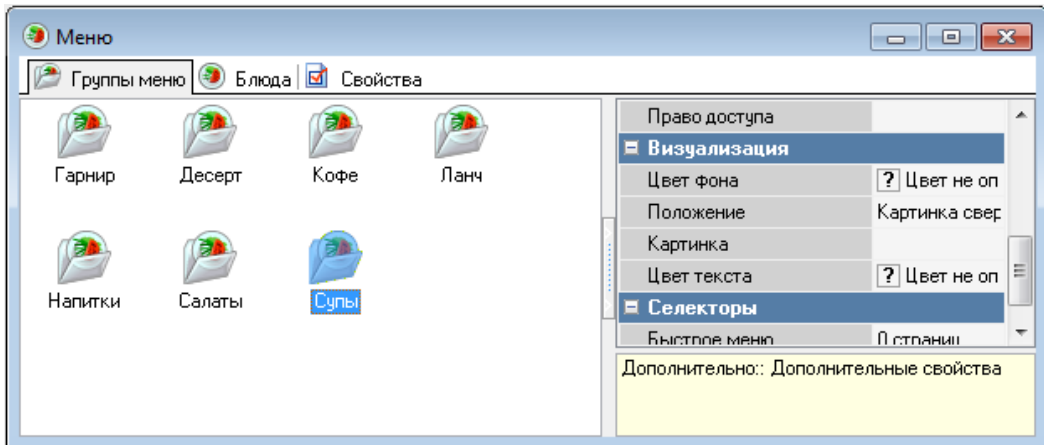 Меню
Группы меню Блюда Свойства
Гарнир Десерт Кофе Ланч
Напитки Салаты Супы
Право доступа
Визуализация
Цвет фона ? Цвет не оп
Положение Картинка свер
Картинка
Цвет текста ? Цвет не оп
Селекторы
Быстрое меню 0 страниц
Дополнительно:: Дополнительные свойства